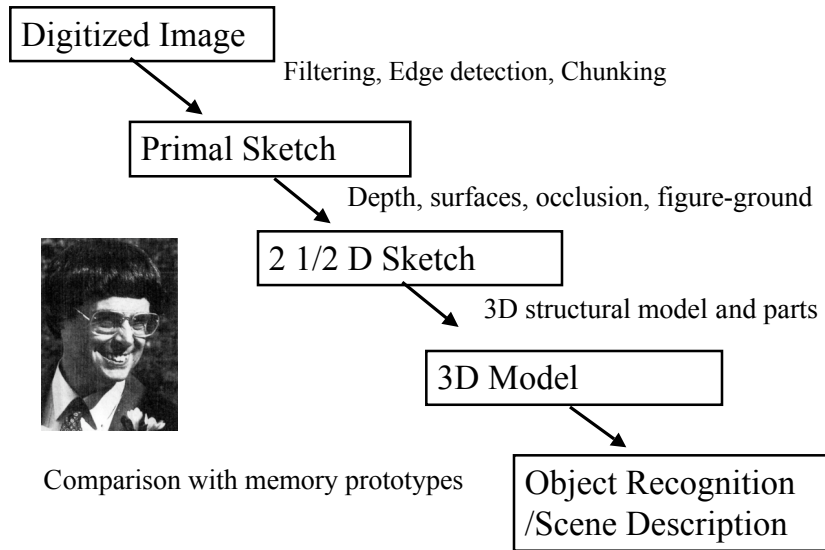 Digitized Image
Filtering, Edge detection, Chunking
Primal Sketch
Depth, surfaces, occlusion, figure-ground
2 1/2 D Sketch
3D structural model and parts
3D Model
Comparison with memory prototypes
Object Recognition
/Scene Description